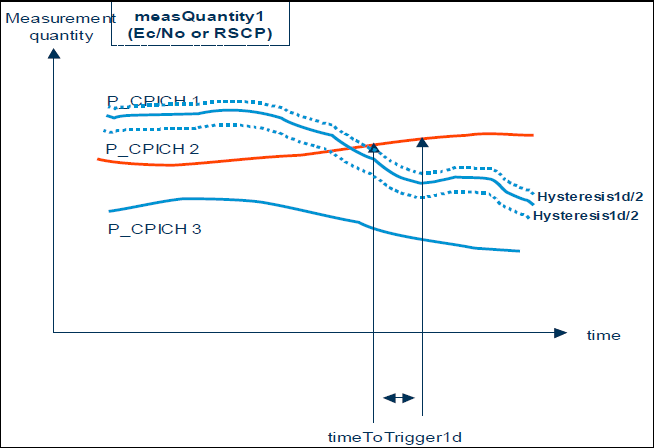 Measurement
quantity
measQuantity1
(Ec/No or RSCP)
P_CPICH 1
P_CPICH 2
P_CPICH 3
Hysteresis1d/2
Hysteresis1d/2
time
timeToTrigger1d